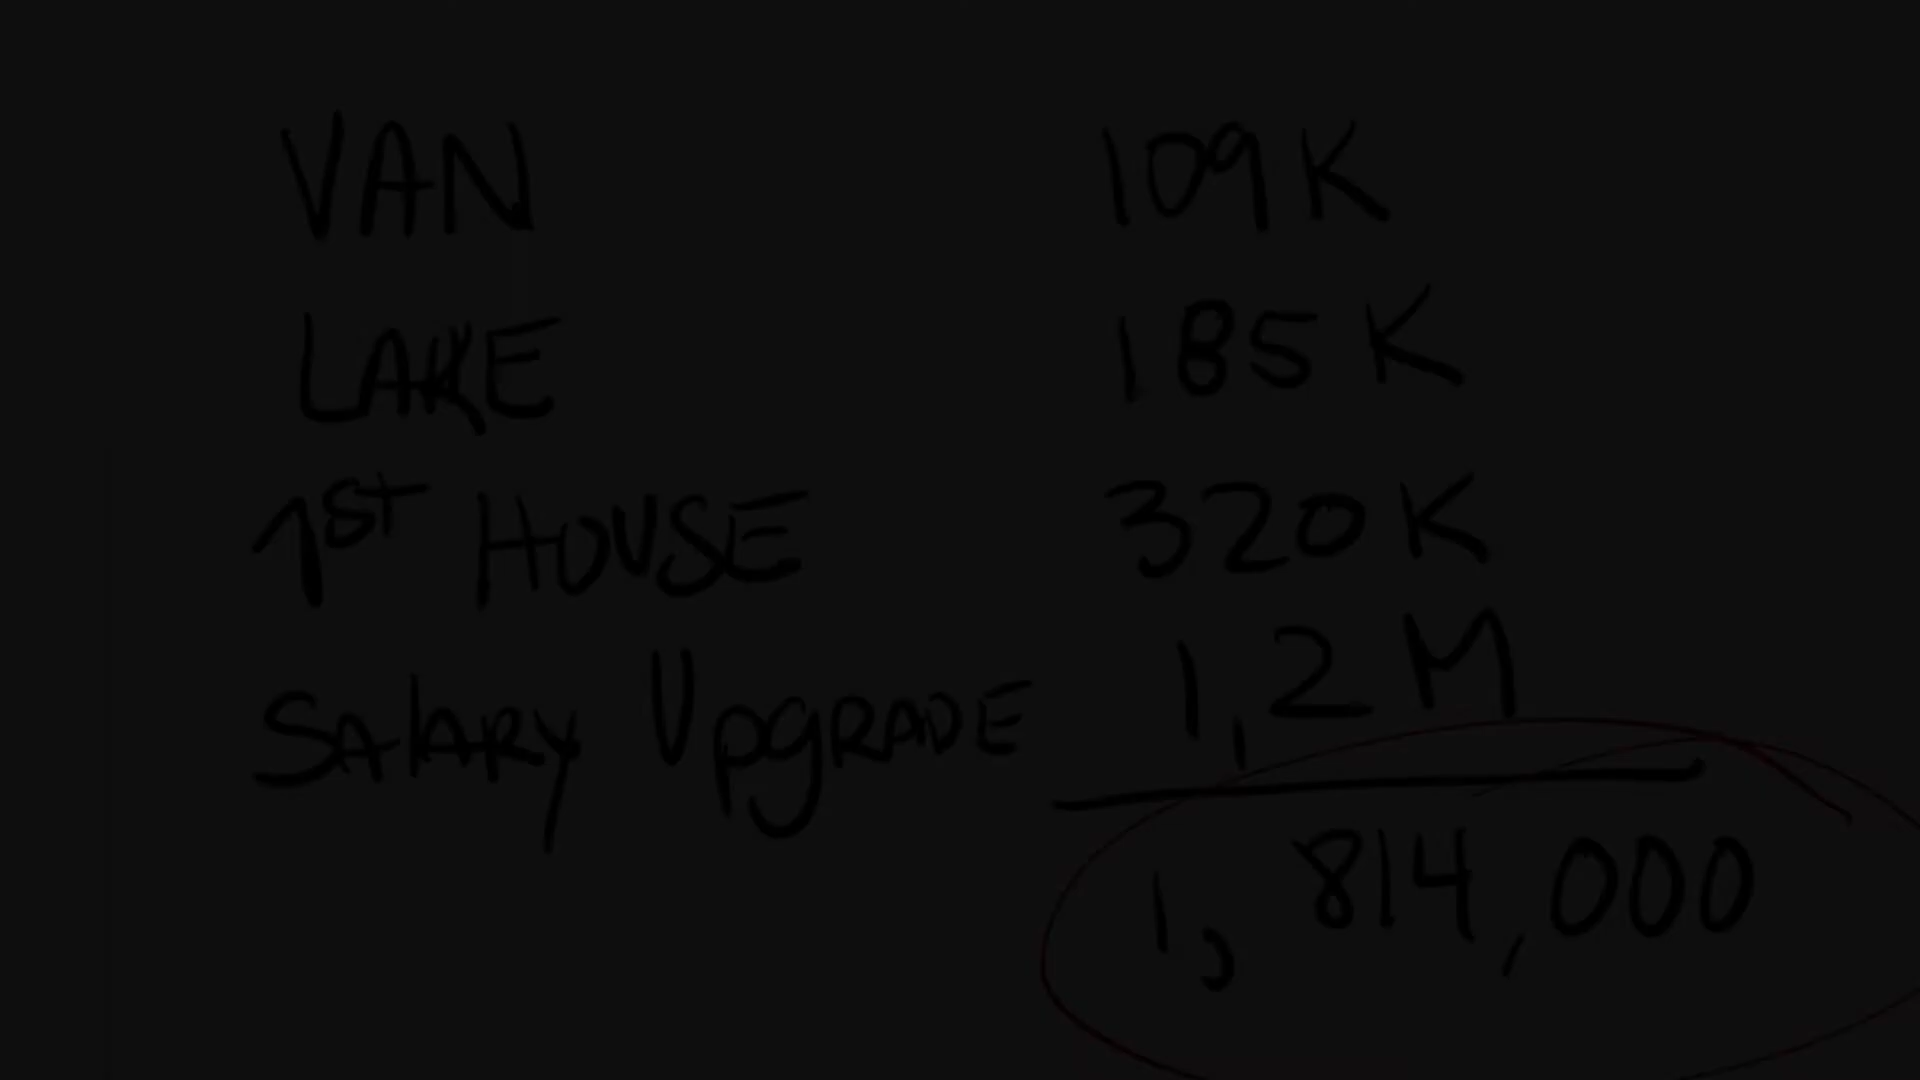 VAN 109K
LAKE 185K
1st HOUSE 320K
SALARY UpgRADE 1,2M
1,814,000